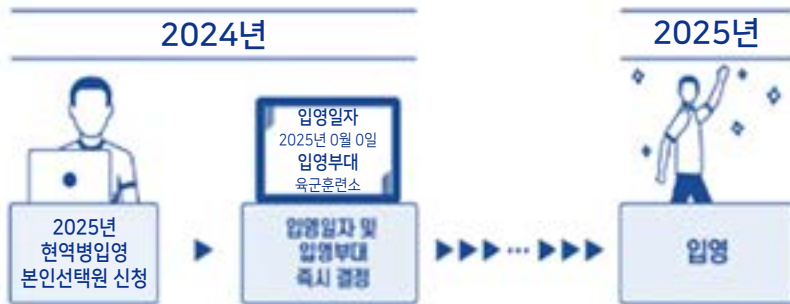 2024년
2025년
입영일자
2025년 0월 0일
입영부대
육군훈련소
2025년
현역병입영
본인선택원 신청
입영일자 및
입영부대
즉시 결정
입영